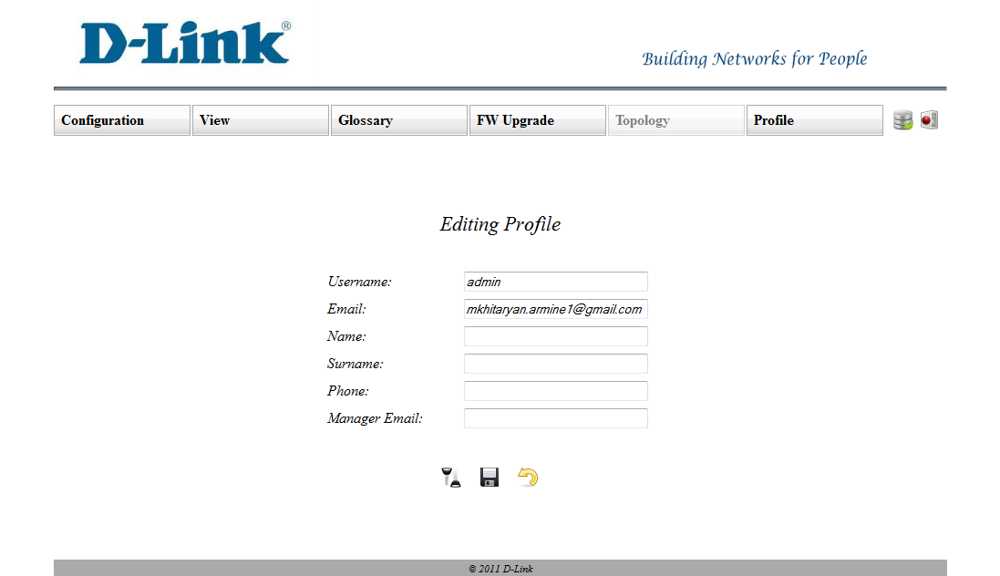 D-Link®
Building Networks for People
Configuration View Glossary FW Upgrade Topology Profile
Editing Profile
Username: admin
Email: mkhitaryan.armine1@gmail.com
Name:
Surname:
Phone:
Manager Email:
© 2011 D-Link